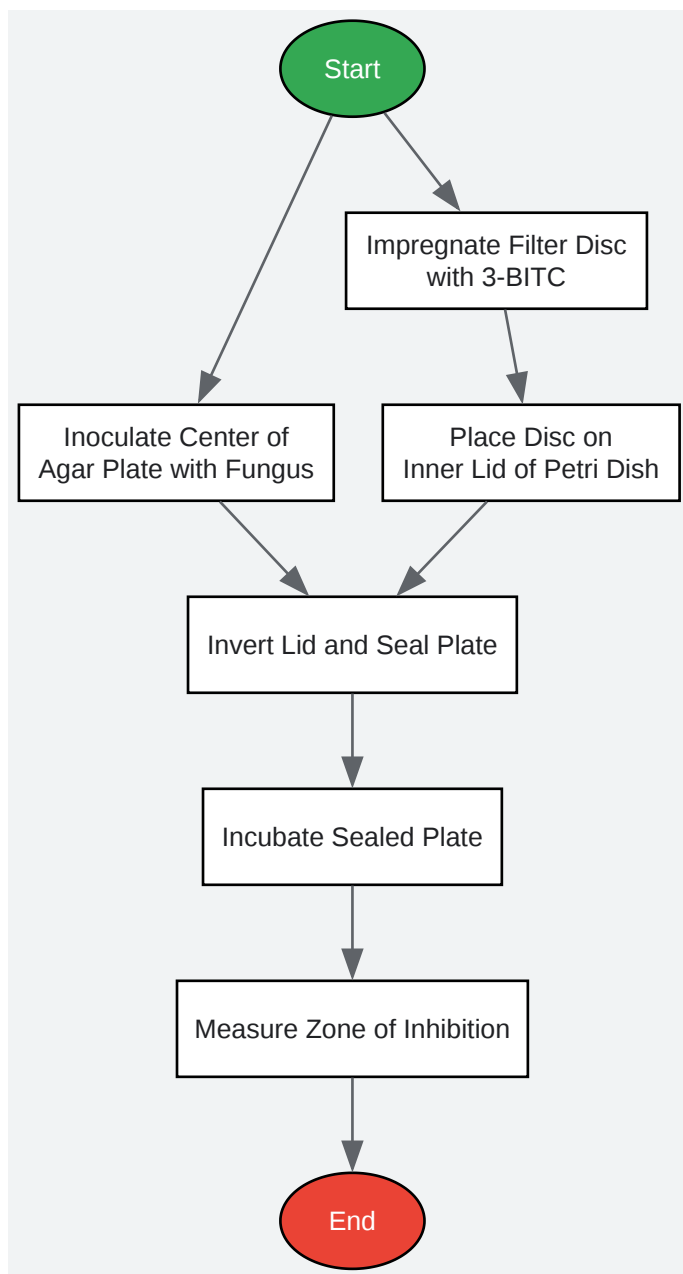 Start
Impregnate Filter Disc
with 3-BITC
Inoculate Center of
Agar Plate with Fungus
Place Disc on
Inner Lid of Petri Dish
Invert Lid and Seal Plate
Incubate Sealed Plate
Measure Zone of Inhibition
End